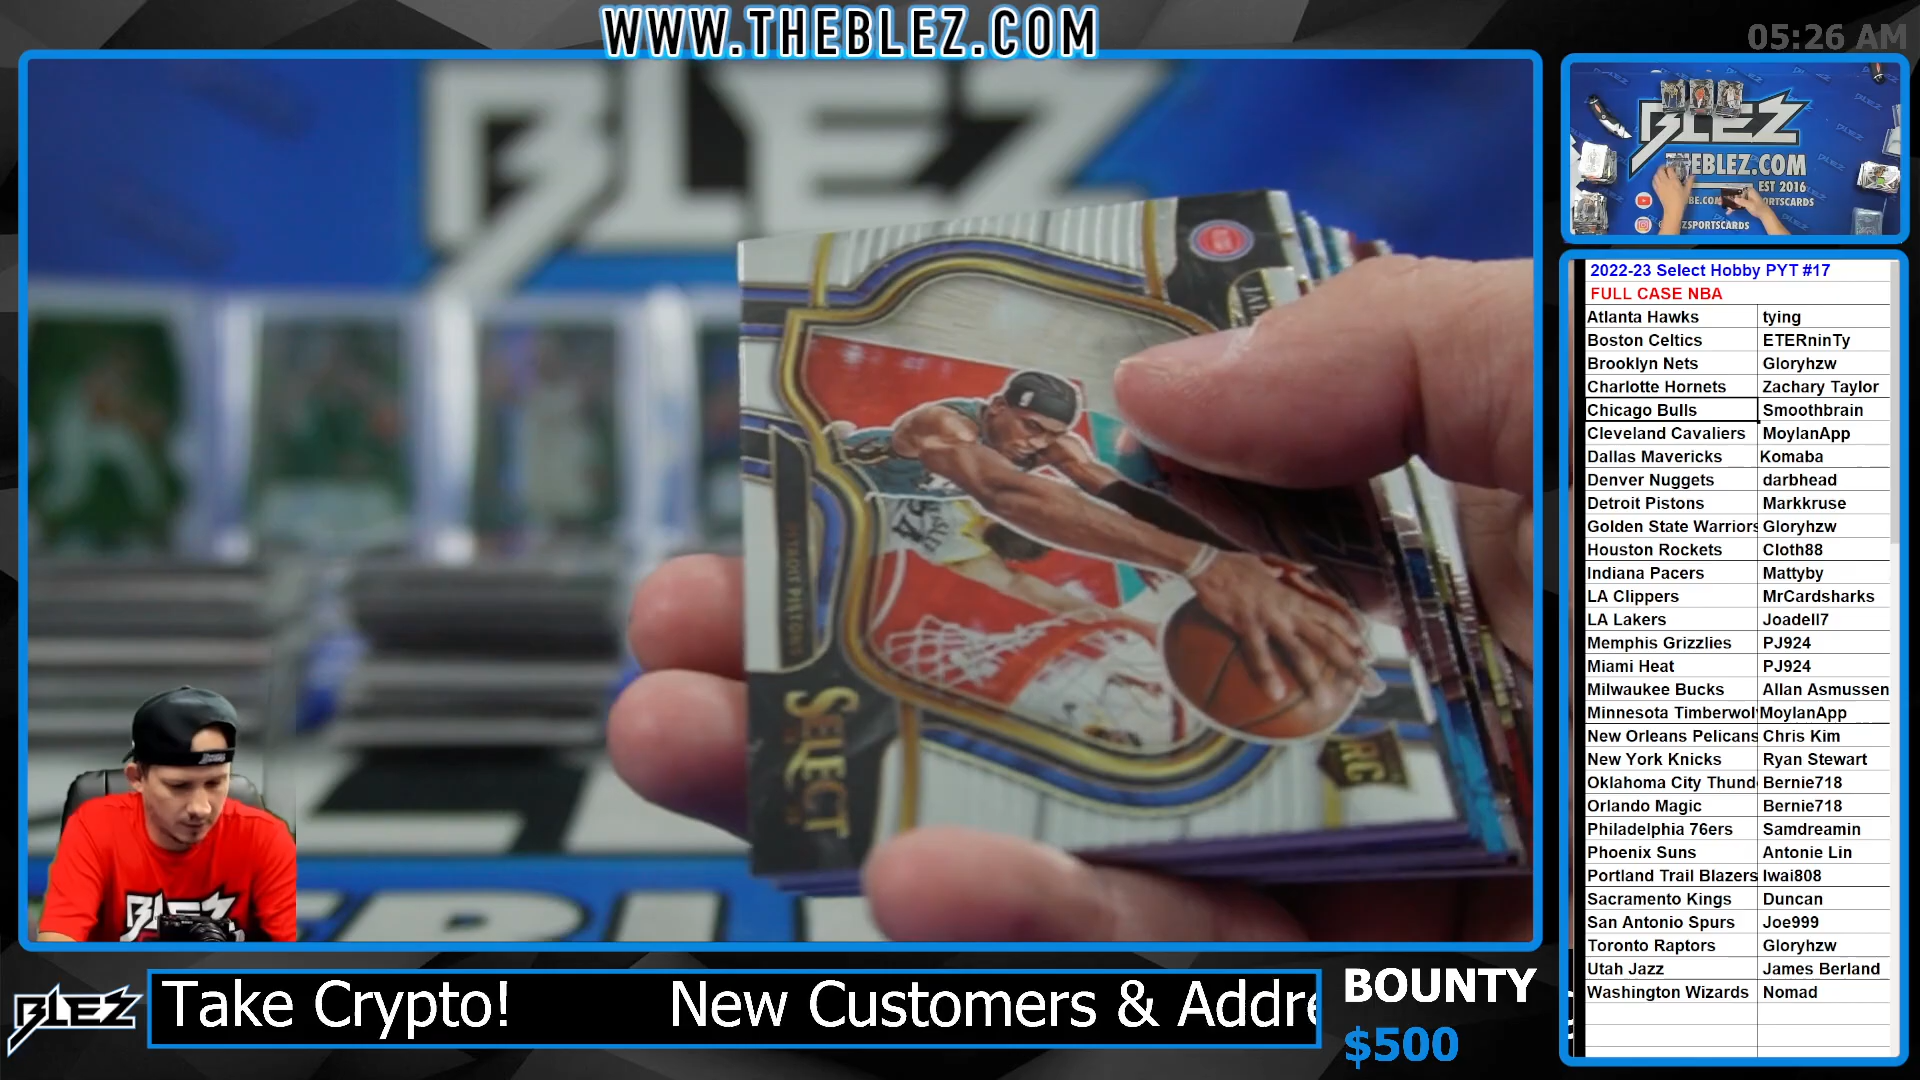 WWW.THEBLEZ.COM
05:26 AM
BLEZ
BLEZ
THEBLEZ.COM
EST 2016
DETROIT PISTONS
SELECT
RC
BLEZ
2022-23 Select Hobby PYT #17
FULL CASE NBA
Atlanta Hawks tying
Boston Celtics ETERninTy
Brooklyn Nets Gloryhzw
Charlotte Hornets Zachary Taylor
Chicago Bulls Smoothbrain
Cleveland Cavaliers MoylanApp
Dallas Mavericks Komaba
Denver Nuggets darbhead
Detroit Pistons Markkruse
Golden State Warriors Gloryhzw
Houston Rockets Cloth88
Indiana Pacers Mattyby
LA Clippers MrCardsharks
LA Lakers Joadell7
Memphis Grizzlies PJ924
Miami Heat PJ924
Milwaukee Bucks Allan Asmussen
Minnesota Timberwol MoylanApp
New Orleans Pelicans Chris Kim
New York Knicks Ryan Stewart
Oklahoma City Thund Bernie718
Orlando Magic Bernie718
Philadelphia 76ers Samdreamin
Phoenix Suns Antonie Lin
Portland Trail Blazers Iwai808
Sacramento Kings Duncan
San Antonio Spurs Joe999
Toronto Raptors Gloryhzw
Utah Jazz James Berland
Washington Wizards Nomad
BLEZ
Take Crypto! New Customers & Addre
BOUNTY
$500